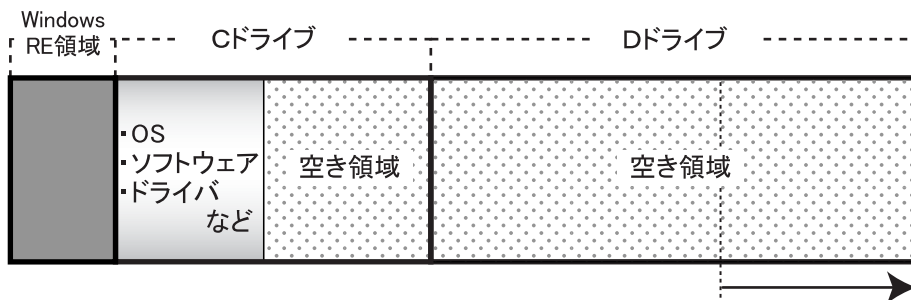 Windows
RE領域
Cドライブ
Dドライブ
・OS
・ソフトウェア
・ドライバ
など
空き領域
空き領域